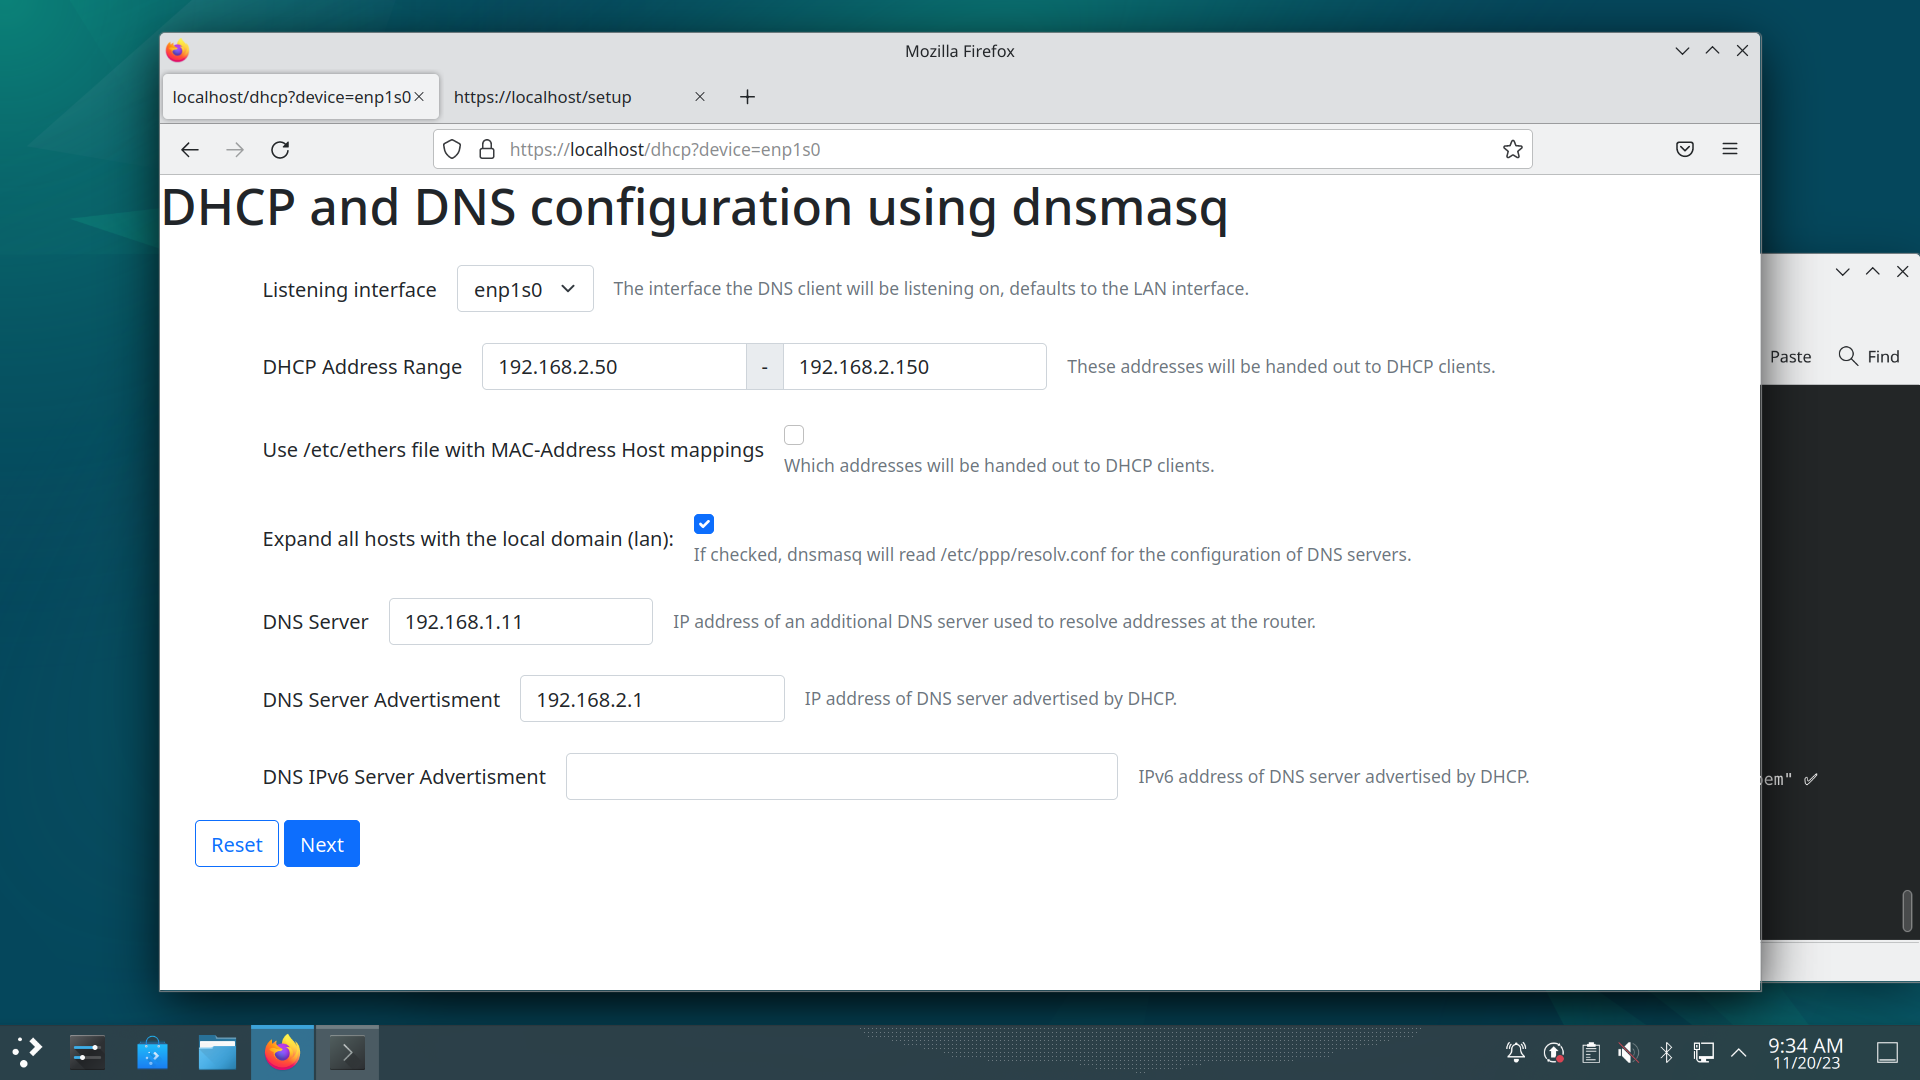 Mozilla Firefox
localhost/dhcp?device=enp1s0
https://localhost/setup
https://localhost/dhcp?device=enp1s0
DHCP and DNS configuration using dnsmasq
Listening interface enp1s0 The interface the DNS client will be listening on, defaults to the LAN interface.
DHCP Address Range 192.168.2.50 - 192.168.2.150 These addresses will be handed out to DHCP clients.
Use /etc/ethers file with MAC-Address Host mappings
Which addresses will be handed out to DHCP clients.
Expand all hosts with the local domain (lan):
If checked, dnsmasq will read /etc/ppp/resolv.conf for the configuration of DNS servers.
DNS Server 192.168.1.11 IP address of an additional DNS server used to resolve addresses at the router.
DNS Server Advertisment 192.168.2.1 IP address of DNS server advertised by DHCP.
DNS IPv6 Server Advertisment IPv6 address of DNS server advertised by DHCP.
Reset Next
Paste Find
em" ✔
9:34 AM
11/20/23